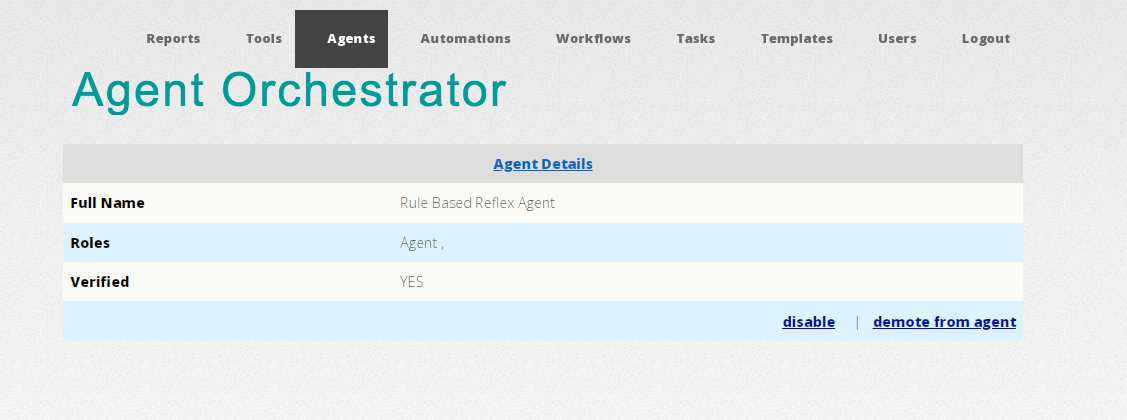 Reports Tools Agents Automations Workflows Tasks Templates Users Logout
Agent Orchestrator
Agent Details
Full Name Rule Based Reflex Agent
Roles Agent ,
Verified YES
disable | demote from agent